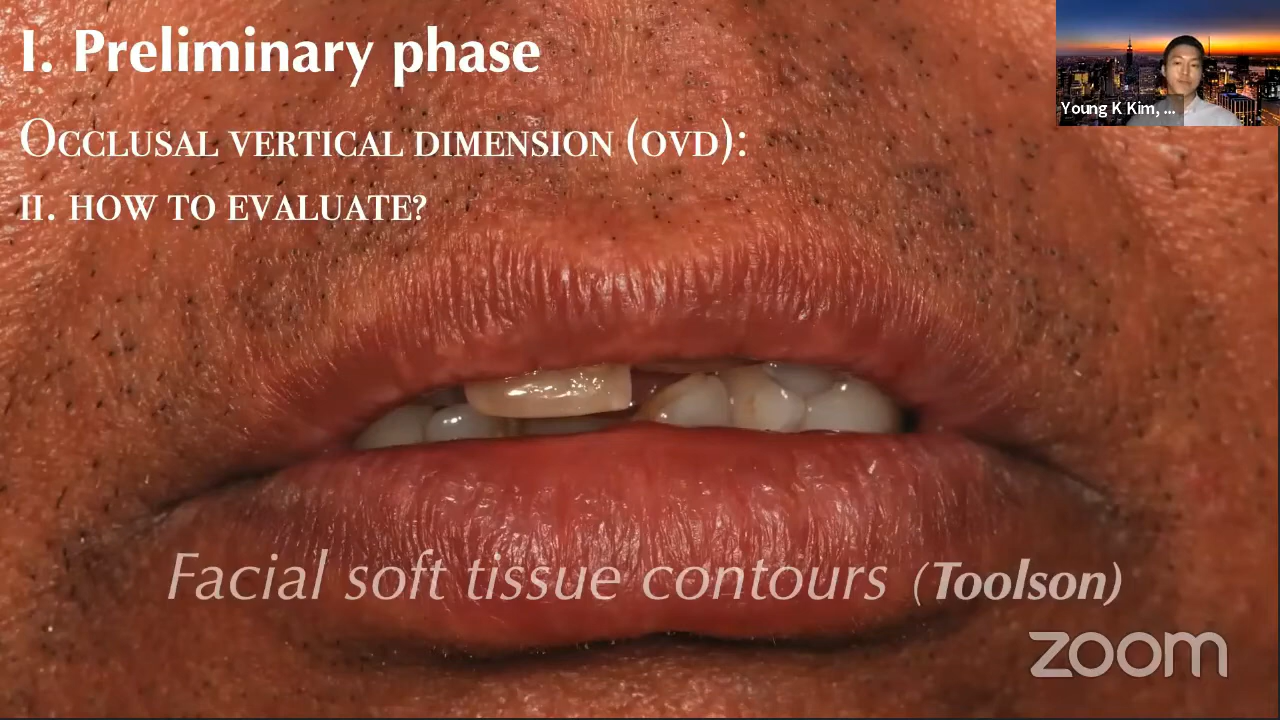 I. Preliminary phase
Occlusal vertical dimension (ovd):
ii. how to evaluate?
Young K Kim, ...
Facial soft tissue contours (Toolson)
zoom